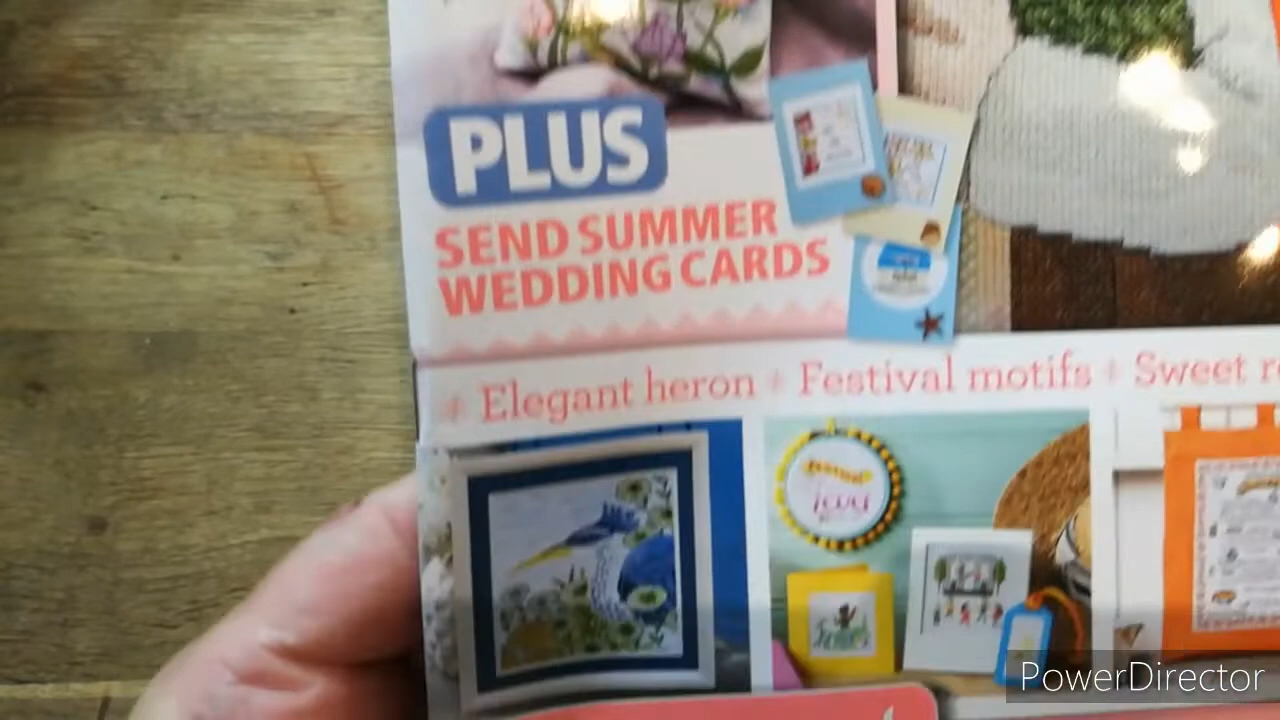 PLUS
SEND SUMMER
WEDDING CARDS
+ Elegant heron + Festival motifs + Sweet
PowerDirector